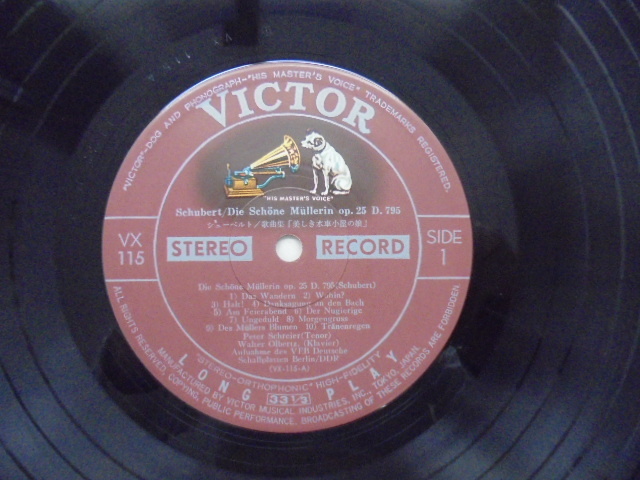 "VICTOR"-DOG AND PHONOGRAPH-"HIS MASTER'S VOICE" TRADEMARKS REGISTERED.
VICTOR
"HIS MASTER'S VOICE"
Schubert/Die Schöne Müllerin op. 25 D. 795
シューベルト/歌曲集「美しき水車小屋の娘」
VX
115
STEREO RECORD
SIDE
1
Die Schöne Müllerin op. 25 D. 795(Schubert)
1) Das Wandern 2) Wohin?
3) Halt! 4) Danksagung an den Bach
5) Am Feierabend 6) Der Nugierige
7) Ungeduld 8) Morgengruss
9) Des Müllers Blumen 10) Tränenregen
Peter Schreier(Tenor)
Walter Olbertz, (Klavier)
Aufnahme des VEB Deutsche
Schallplatten Berlin/DDR
(VX-115-A)
STEREO-ORTHOPHONIC "HIGH-FIDELITY
LONG 33 1/3 PLAY
MANUFACTURED BY VICTOR MUSICAL INDUSTRIES, INC., TOKYO, JAPAN.
ALL RIGHTS RESERVED. COPYING, PUBLIC PERFORMANCE, BROADCASTING OF THESE RECORDS ARE FORBIDDEN